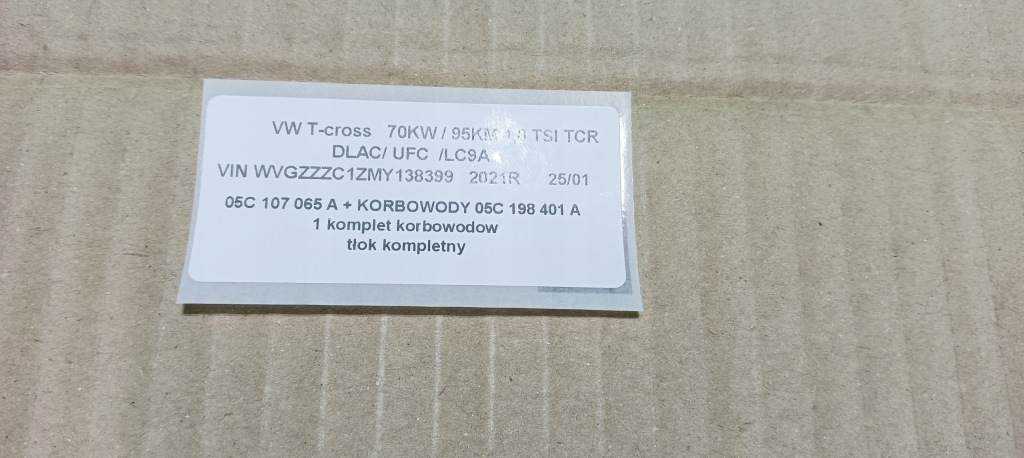 VW T-cross 70KW / 95KM 1,0 TSI TCR
DLAC/ UFC /LC9A
VIN WVGZZZC1ZMY138399 2021R 25/01
05C 107 065 A + KORBOWODY 05C 198 401 A
1 komplet korbowodow
tłok kompletny